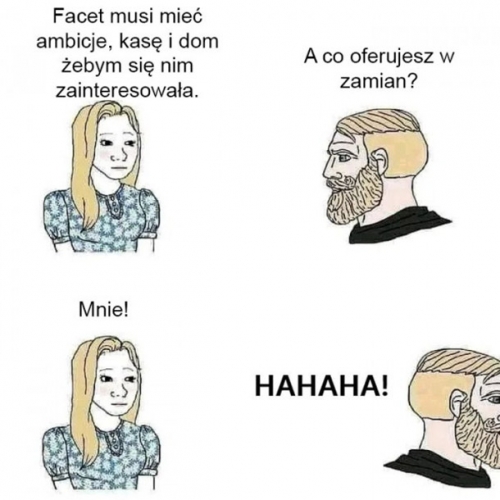 Facet musi mieć
ambicje, kasę i dom
żebym się nim
zainteresowała.
A co oferujesz w
zamian?
Mnie!
HAHAHA!